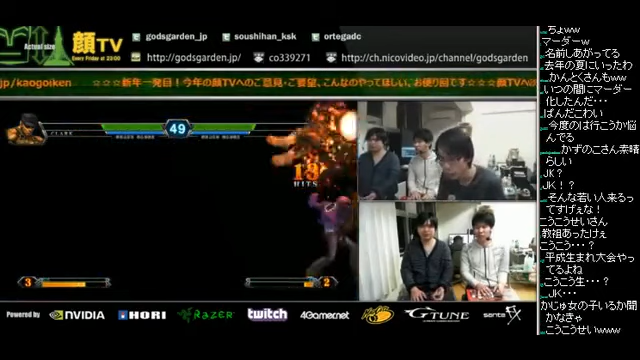 Actual size
顔TV
Every Friday at 23:00
godsgarden_jp
soushihan_ksk
ortegadc
http://godsgarden.jp/
co339271
http://ch.nicovideo.jp/channel/godsgarden
jp/kaogoiken
☆☆☆新年一発目！今年の顔TVへのご意見・ご要望、こんなのやってほしい、お便り回です☆☆☆顔TVへ
CLARK
49
13
HITS
3
2
Powered by
NVIDIA
HORI
RAZER
twitch
4Gamer.net
G-TUNE
ちょww
マーダーw
名前しあがってる
去年の夏にいったわ
かんとくさんもww
いつの間にマーダー
化したんだ・・・
ぱんだこわい
今度のは行こうか悩
んでる
かずのこさん素晴
らしい
JK？
JK！？
そんな若い人来るっ
てすげぇな！
こうこうせいさん
教祖あったけぇ
こうこう・・・？
平成生まれ大会やっ
てるよね
こうこう生・・・？
JK・・・
かじゅ女の子いるか聞
かなきゃ
こうこうせいwww